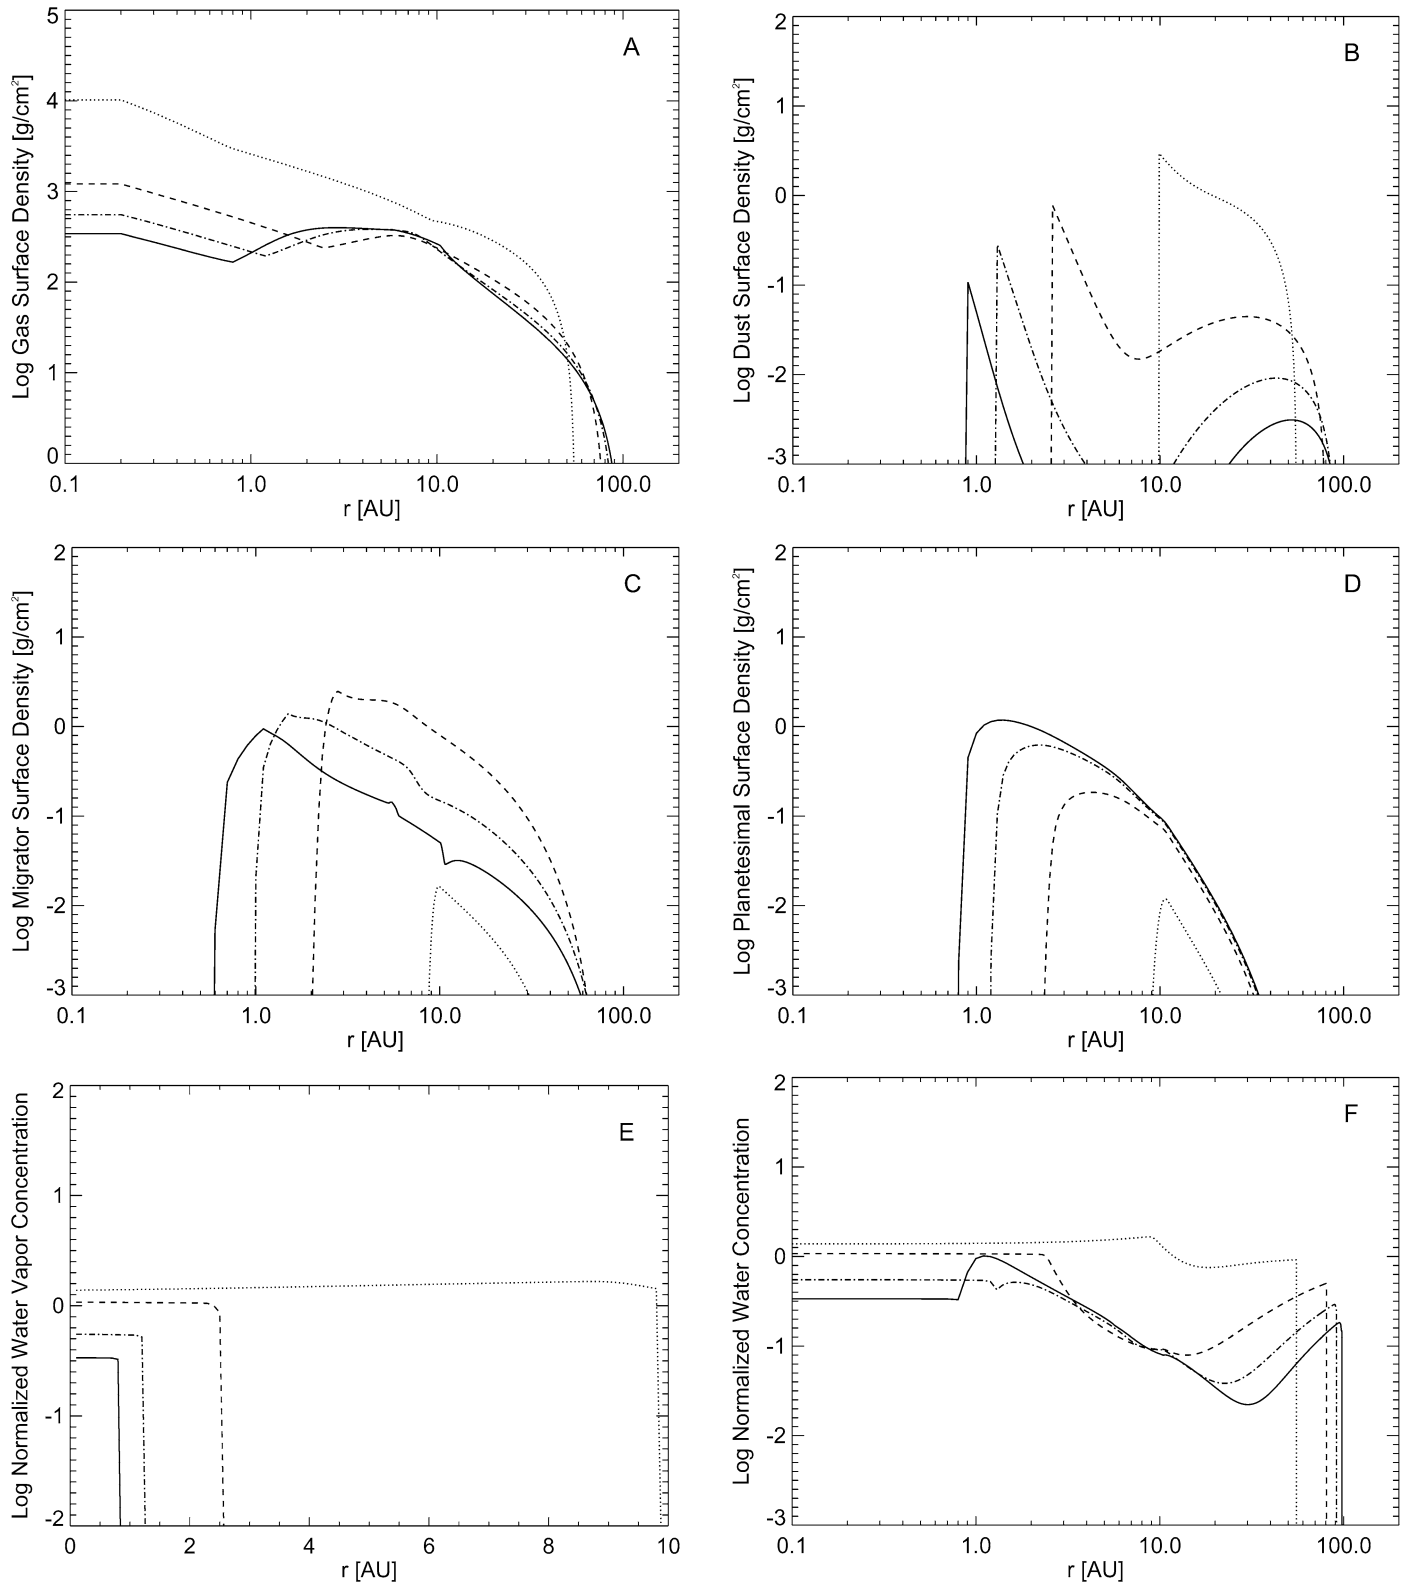 A
Log Gas Surface Density [g/cm²]
5
4
3
2
1
0
0.1 1.0 10.0 100.0
r [AU]
B
Log Dust Surface Density [g/cm²]
2
1
0
-1
-2
-3
0.1 1.0 10.0 100.0
r [AU]
C
Log Migrator Surface Density [g/cm²]
2
1
0
-1
-2
-3
0.1 1.0 10.0 100.0
r [AU]
D
Log Planetesimal Surface Density [g/cm²]
2
1
0
-1
-2
-3
0.1 1.0 10.0 100.0
r [AU]
E
Log Normalized Water Vapor Concentration
2
1
0
-1
-2
0 2 4 6 8 10
r [AU]
F
Log Normalized Water Concentration
2
1
0
-1
-2
-3
0.1 1.0 10.0 100.0
r [AU]